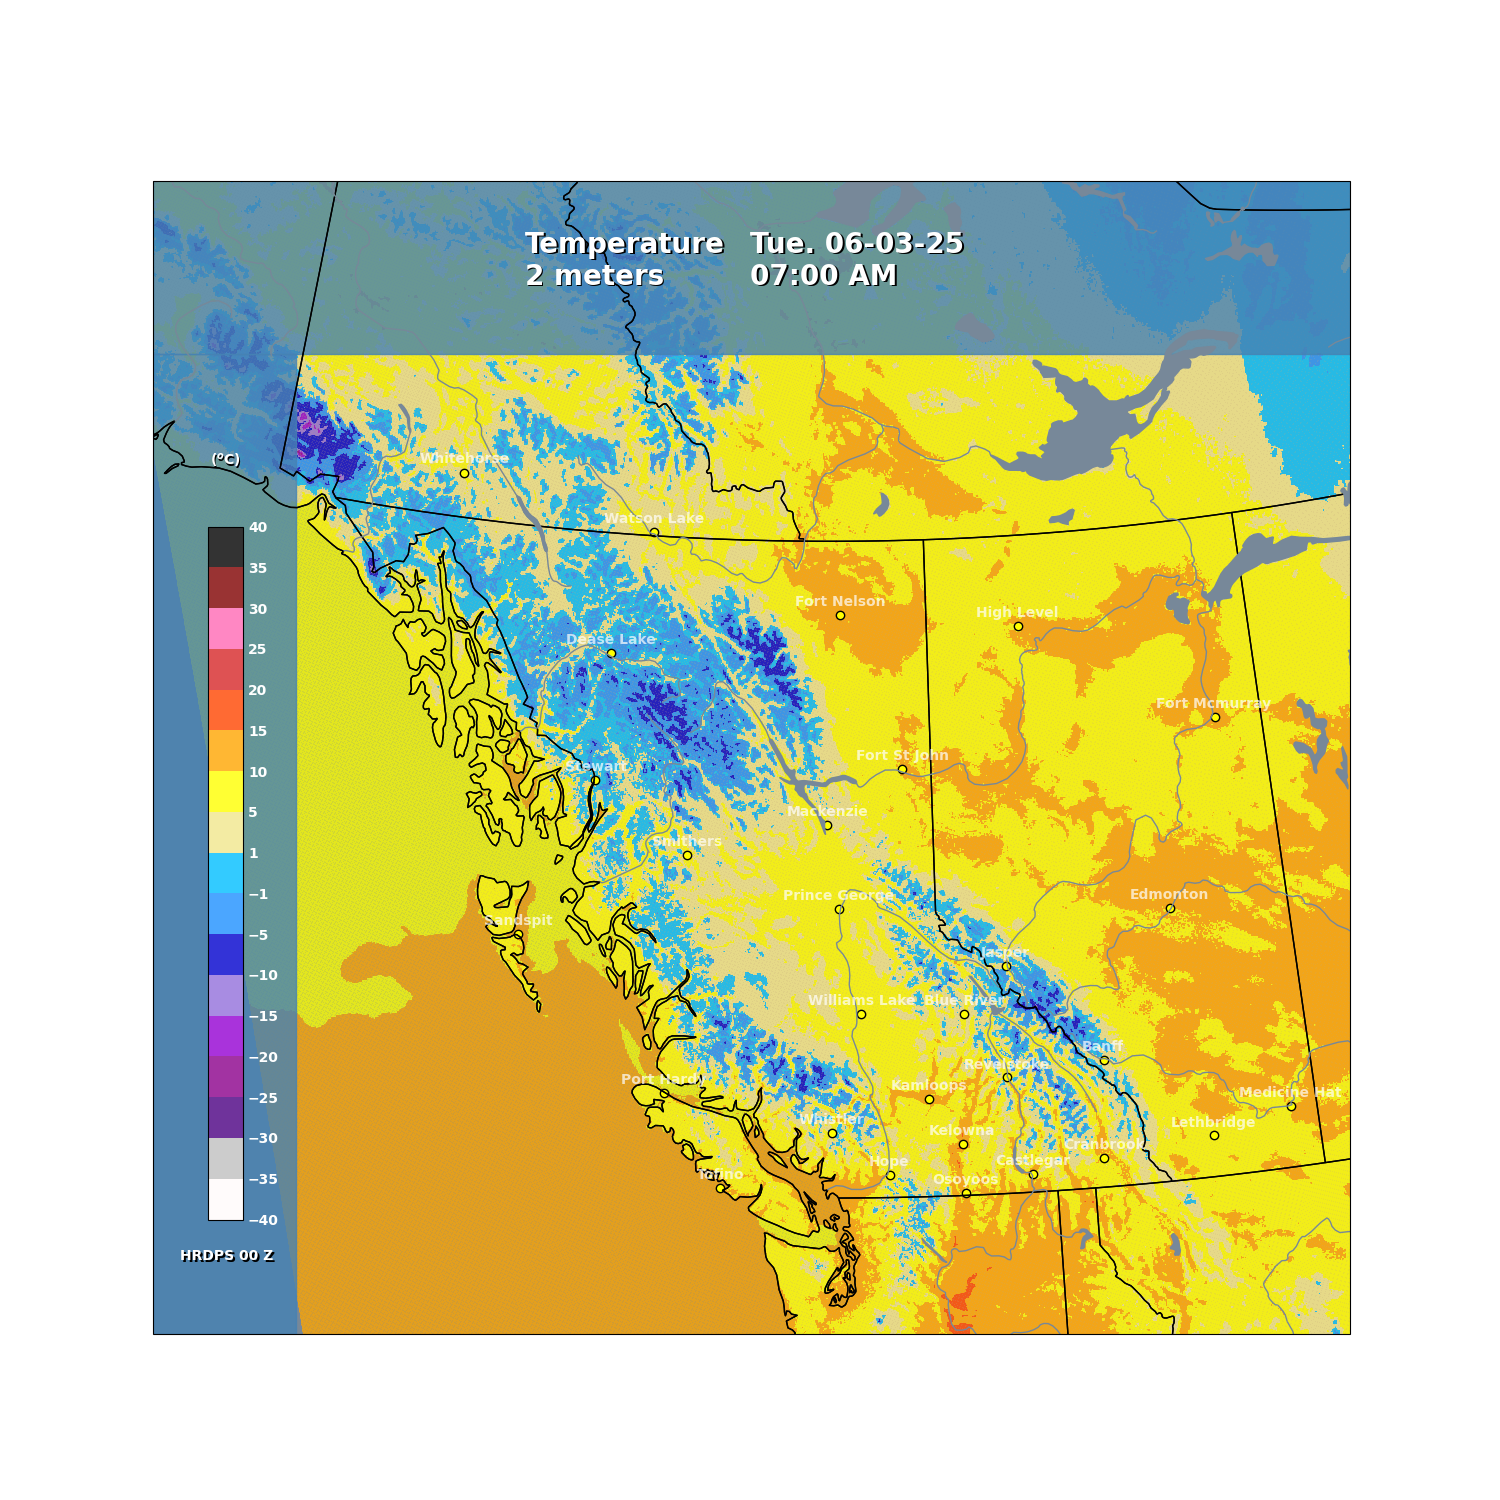 Temperature Tue. 06-03-25
2 meters 07:00 AM
(°C)
Whitehorse
Watson Lake
40
35
30
25
20
15
10
5
1
−1
−5
−10
−15
−20
−25
−30
−35
−40
Fort Nelson
High Level
Dease Lake
Fort Mcmurray
Fort St John
Stewart
Mackenzie
Smithers
Prince George
Edmonton
Sandspit
Jasper
Williams Lake
Blue River
Banff
Revelstoke
Port Hardy
Kamloops
Medicine Hat
Whistler
Lethbridge
Kelowna
Cranbrook
Hope
Castlegar
Tofino
Osoyoos
HRDPS 00 Z